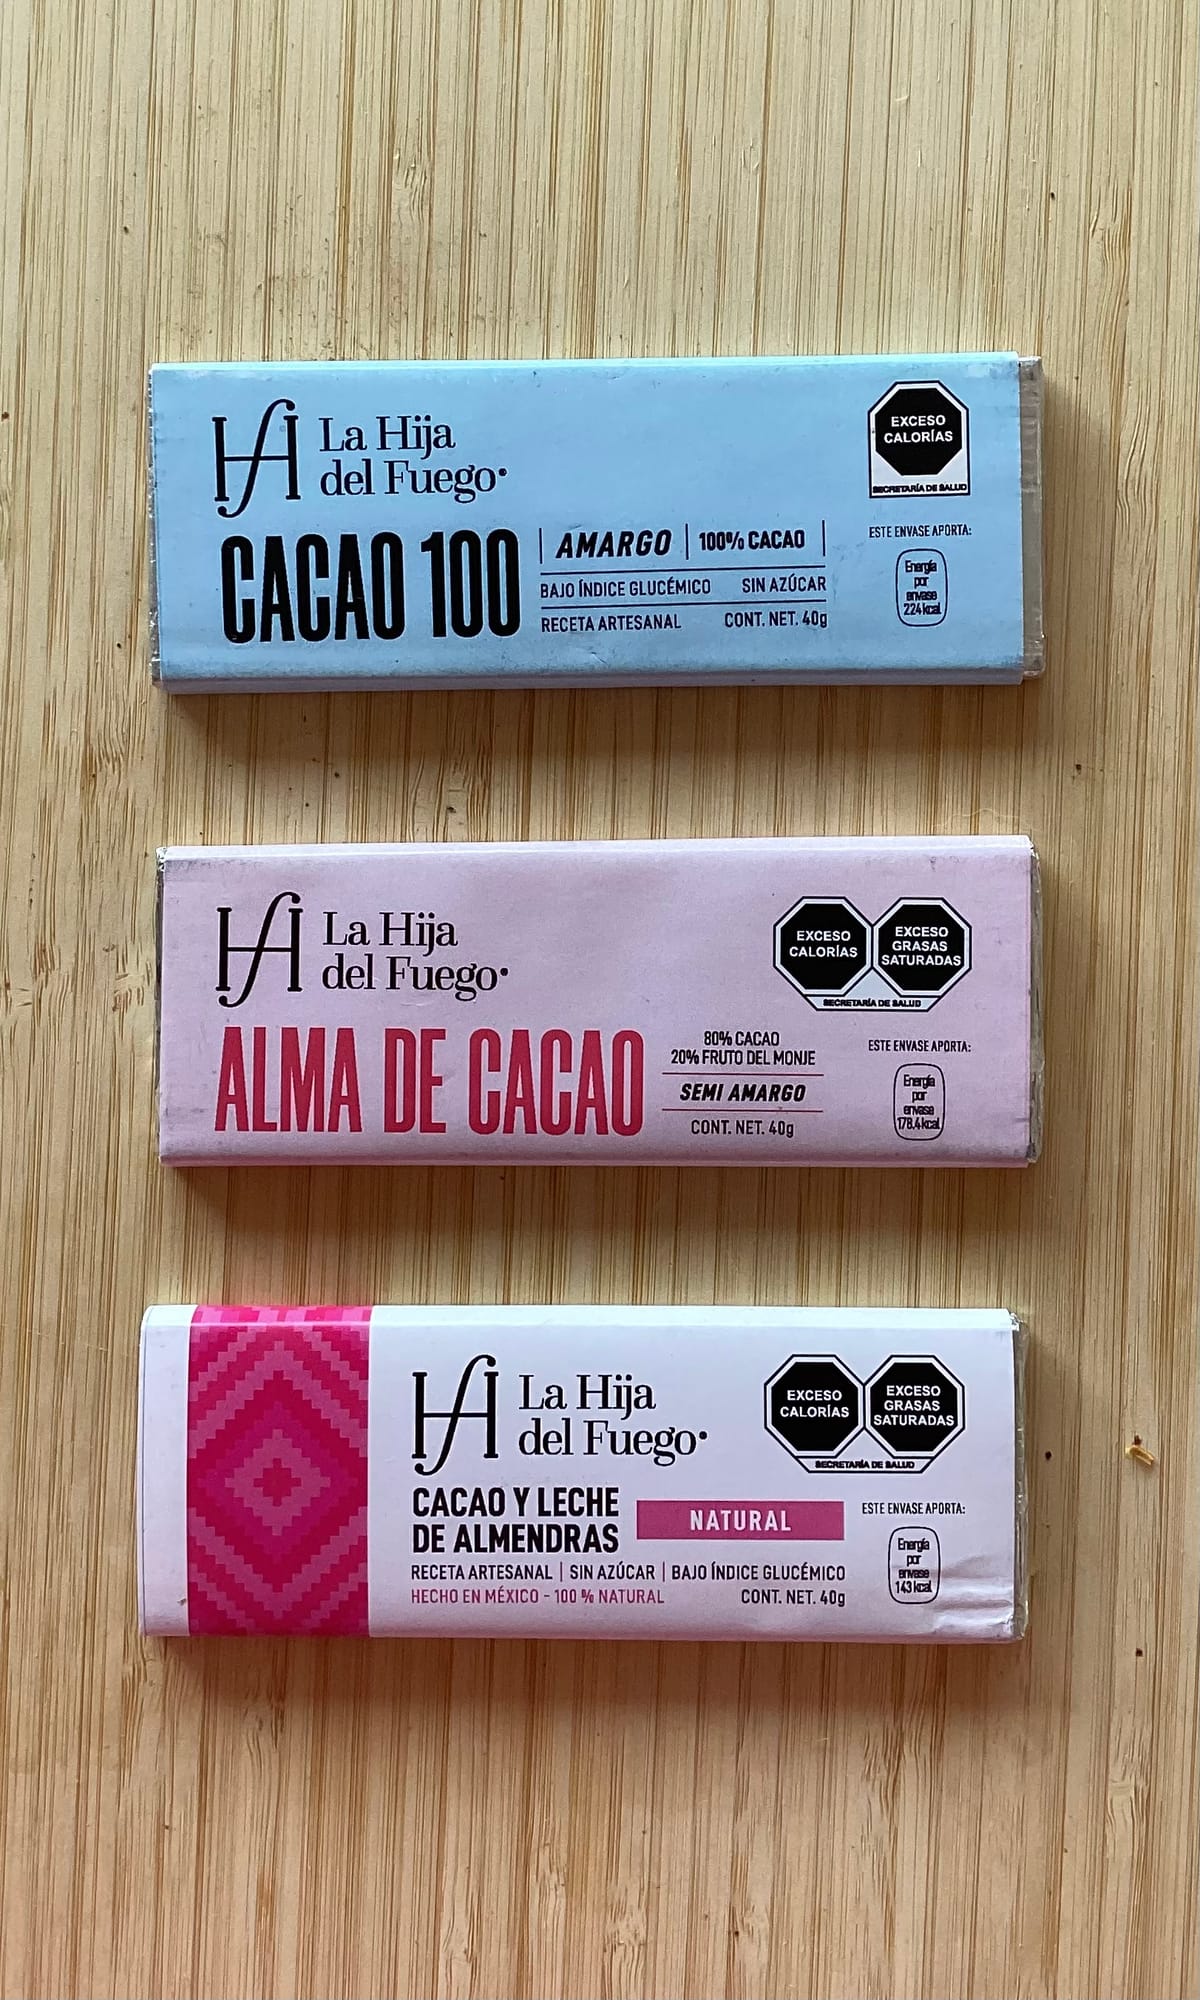 HA La Hija
del Fuego
CACAO 100
AMARGO
100% CACAO
BAJO ÍNDICE GLUCÉMICO
SIN AZÚCAR
RECETA ARTESANAL
CONT. NET. 40g
EXCESO
CALORÍAS
SECRETARÍA DE SALUD
ESTE ENVASE APORTA:
Energía
por
envase
224 kcal
HA La Hija
del Fuego
ALMA DE CACAO
80% CACAO
20% FRUTO DEL MONJE
SEMI AMARGO
CONT. NET. 40g
EXCESO
CALORÍAS
EXCESO
GRASAS
SATURADAS
SECRETARÍA DE SALUD
ESTE ENVASE APORTA:
Energía
por
envase
178.4 kcal
HA La Hija
del Fuego
CACAO Y LECHE
DE ALMENDRAS
NATURAL
RECETA ARTESANAL | SIN AZÚCAR | BAJO ÍNDICE GLUCÉMICO
HECHO EN MÉXICO - 100 % NATURAL
CONT. NET. 40g
EXCESO
CALORÍAS
EXCESO
GRASAS
SATURADAS
SECRETARÍA DE SALUD
ESTE ENVASE APORTA:
Energía
por
envase
143 kcal